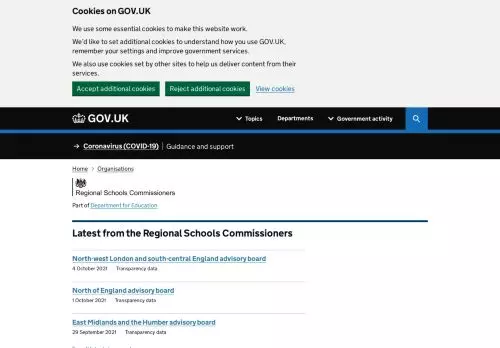 Cookies on GOV.UK
We use some essential cookies to make this website work.
We'd like to set additional cookies to understand how you use GOV.UK,
remember your settings and improve government services.
We also use cookies set by other sites to help us deliver content from their
services.
Accept additional cookies Reject additional cookies View cookies
GOV.UK Topics Departments Government activity
→ Coronavirus (COVID-19) Guidance and support
Home > Organisations
Regional Schools Commissioners
Part of Department for Education
Latest from the Regional Schools Commissioners
North-west London and south-central England advisory board
4 October 2021 Transparency data
North of England advisory board
1 October 2021 Transparency data
East Midlands and the Humber advisory board
29 September 2021 Transparency data